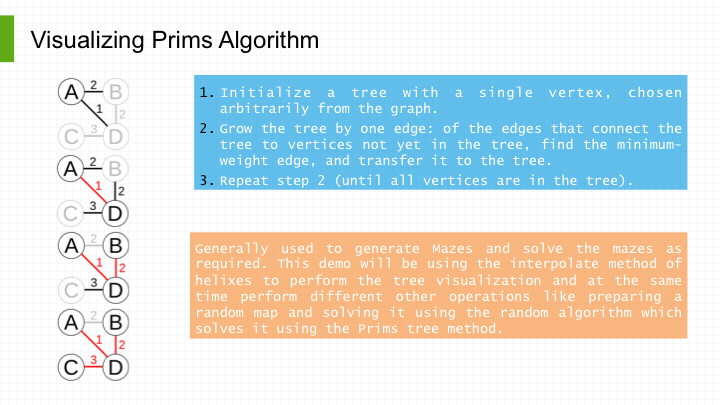 Visualizing Prims Algorithm
A 2 B
1 2
C 3 D
A 2 B
1 2
C 3 D
A 2 B
1 2
C 3 D
A 2 B
1 2
C 3 D
1. Initialize a tree with a single vertex, chosen
arbitrarily from the graph.
2. Grow the tree by one edge: of the edges that connect the
tree to vertices not yet in the tree, find the minimum-
weight edge, and transfer it to the tree.
3. Repeat step 2 (until all vertices are in the tree).
Generally used to generate Mazes and solve the mazes as
required. This demo will be using the interpolate method of
helixes to perform the tree visualization and at the same
time perform different other operations like preparing a
random map and solving it using the random algorithm which
solves it using the Prims tree method.